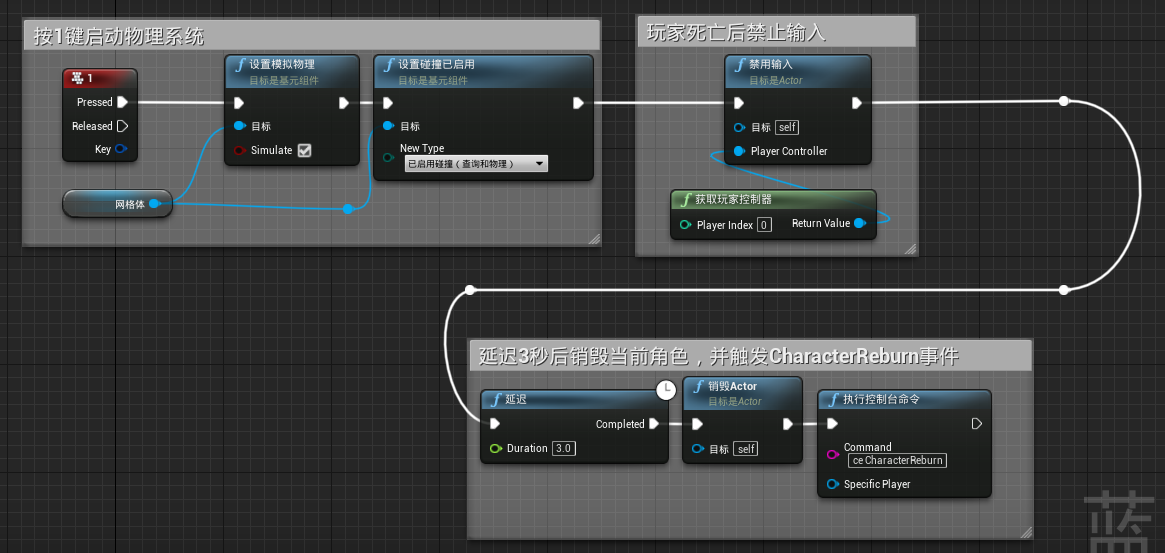 按1键启动物理系统
1
Pressed
Released
Key
网格体
设置模拟物理
目标是基元组件
目标
Simulate
设置碰撞已启用
目标是基元组件
目标
New Type
已启用碰撞（查询和物理）
玩家死亡后禁止输入
禁用输入
目标是Actor
目标 self
Player Controller
获取玩家控制器
Player Index 0
Return Value
延迟3秒后销毁当前角色，并触发CharacterReburn事件
延迟
Completed
Duration 3.0
销毁Actor
目标是Actor
目标 self
执行控制台命令
Command
ce CharacterReburn
Specific Player
蓝